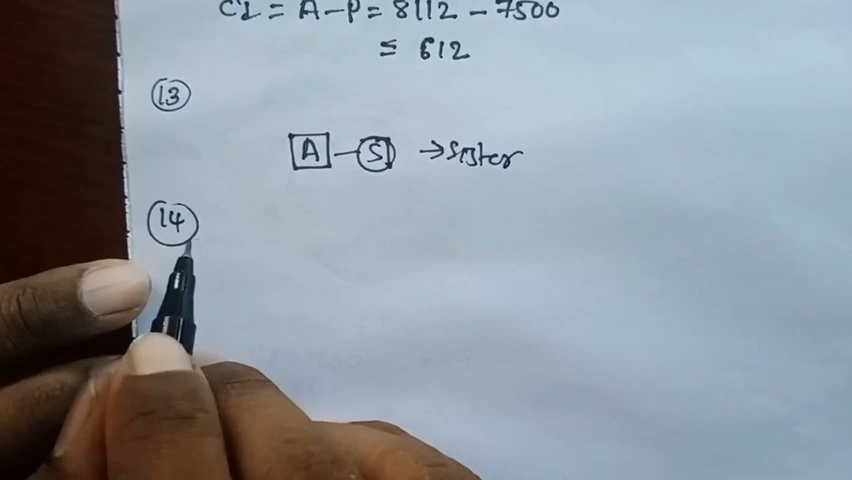 CI = A - P = 8112 - 7500
= 612
13
A - S → Sister
14